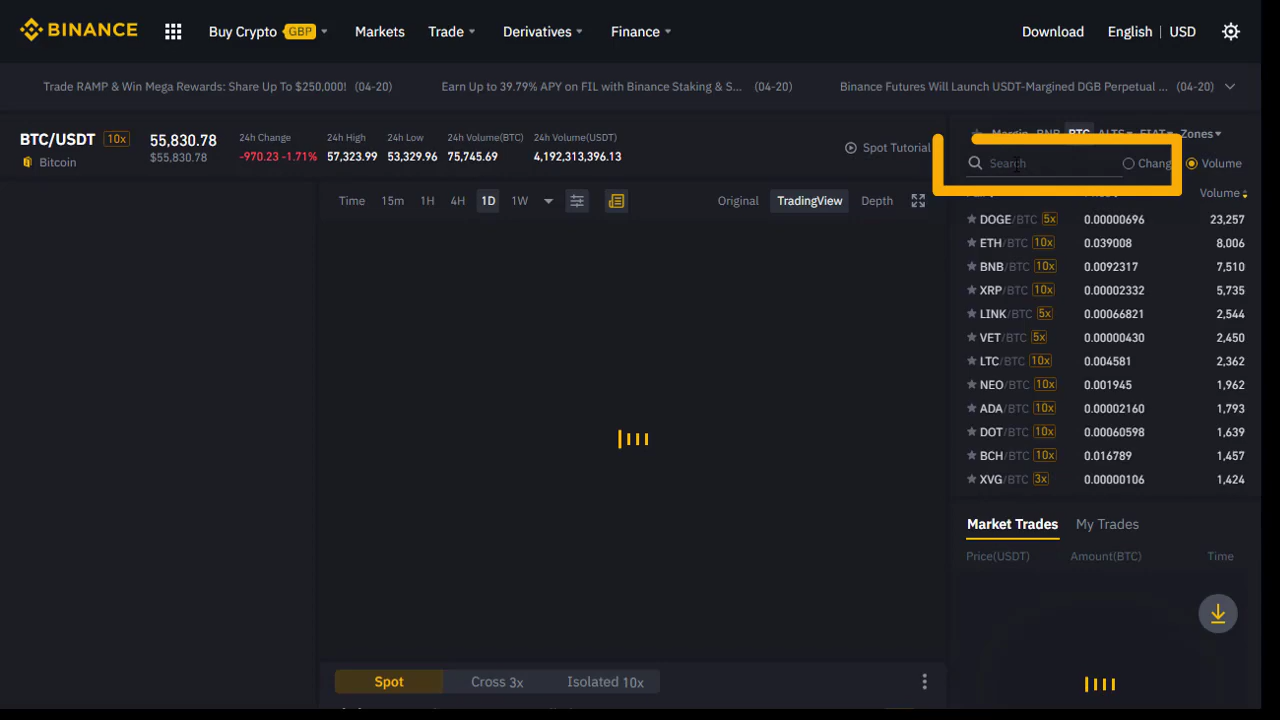 BINANCE
Buy Crypto GBP Markets Trade Derivatives Finance Download English USD
Trade RAMP & Win Mega Rewards: Share Up To $250,000! (04-20) Earn Up to 39.79% APY on FIL with Binance Staking & S... (04-20) Binance Futures Will Launch USDT-Margined DGB Perpetual ... (04-20)
BTC/USDT 10x
Bitcoin
55,830.78
$55,830.78
24h Change
-970.23 -1.71%
24h High
57,323.99
24h Low
53,329.96
24h Volume(BTC)
75,745.69
24h Volume(USDT)
4,192,313,396.13
Spot Tutorial
Margin BNB BTC ALTS FIAT Zones
Search Chang Volume
Volume
Time 15m 1H 4H 1D 1W Original TradingView Depth
DOGE/BTC 5x 0.00000696 23,257
ETH/BTC 10x 0.039008 8,006
BNB/BTC 10x 0.0092317 7,510
XRP/BTC 10x 0.00002332 5,735
LINK/BTC 5x 0.00066821 2,544
VET/BTC 5x 0.00000430 2,450
LTC/BTC 10x 0.004581 2,362
NEO/BTC 10x 0.001945 1,962
ADA/BTC 10x 0.00002160 1,793
DOT/BTC 10x 0.00060598 1,639
BCH/BTC 10x 0.016789 1,457
XVG/BTC 3x 0.00000106 1,424
Market Trades My Trades
Price(USDT) Amount(BTC) Time
Spot Cross 3x Isolated 10x